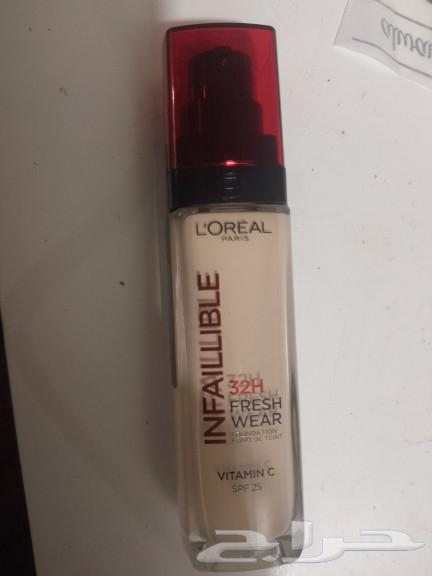 L'ORÉAL
PARIS
INFAILLIBLE
32H
FRESH
WEAR
FOUNDATION
FOND DE TEINT
VITAMIN C
SPF 25
حراج